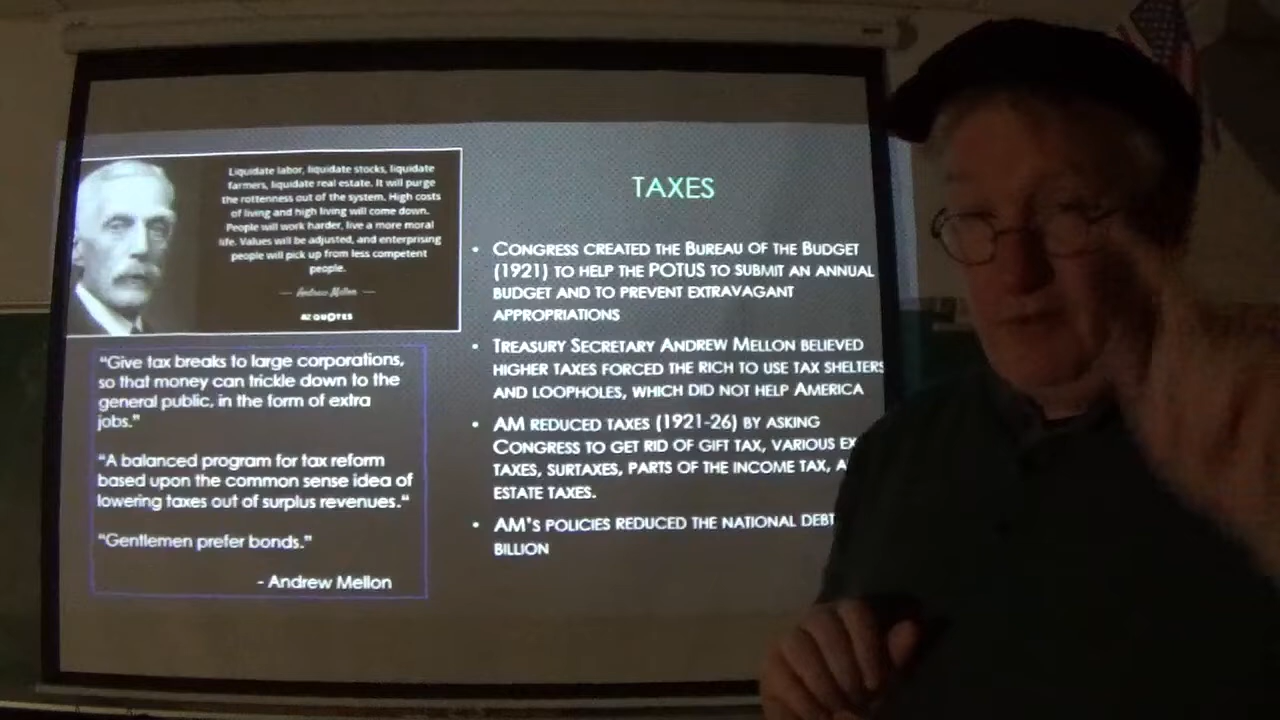 Liquidate labor, liquidate stocks, liquidate
farmers, liquidate real estate. It will purge
the rottenness out of the system. High costs
of living and high living will come down.
People will work harder, live a more moral
life. Values will be adjusted, and enterprising
people will pick up from less competent
people.
— Andrew Mellon —
AZ QUOTES
"Give tax breaks to large corporations,
so that money can trickle down to the
general public, in the form of extra
jobs."
"A balanced program for tax reform
based upon the common sense idea of
lowering taxes out of surplus revenues."
"Gentlemen prefer bonds."
- Andrew Mellon
TAXES
• CONGRESS CREATED THE BUREAU OF THE BUDGET
(1921) TO HELP THE POTUS TO SUBMIT AN ANNUAL
BUDGET AND TO PREVENT EXTRAVAGANT
APPROPRIATIONS
• TREASURY SECRETARY ANDREW MELLON BELIEVED
HIGHER TAXES FORCED THE RICH TO USE TAX SHELTERS
AND LOOPHOLES, WHICH DID NOT HELP AMERICA
• AM REDUCED TAXES (1921-26) BY ASKING
CONGRESS TO GET RID OF GIFT TAX, VARIOUS EX
TAXES, SURTAXES, PARTS OF THE INCOME TAX, A
ESTATE TAXES.
• AM'S POLICIES REDUCED THE NATIONAL DEBT
BILLION